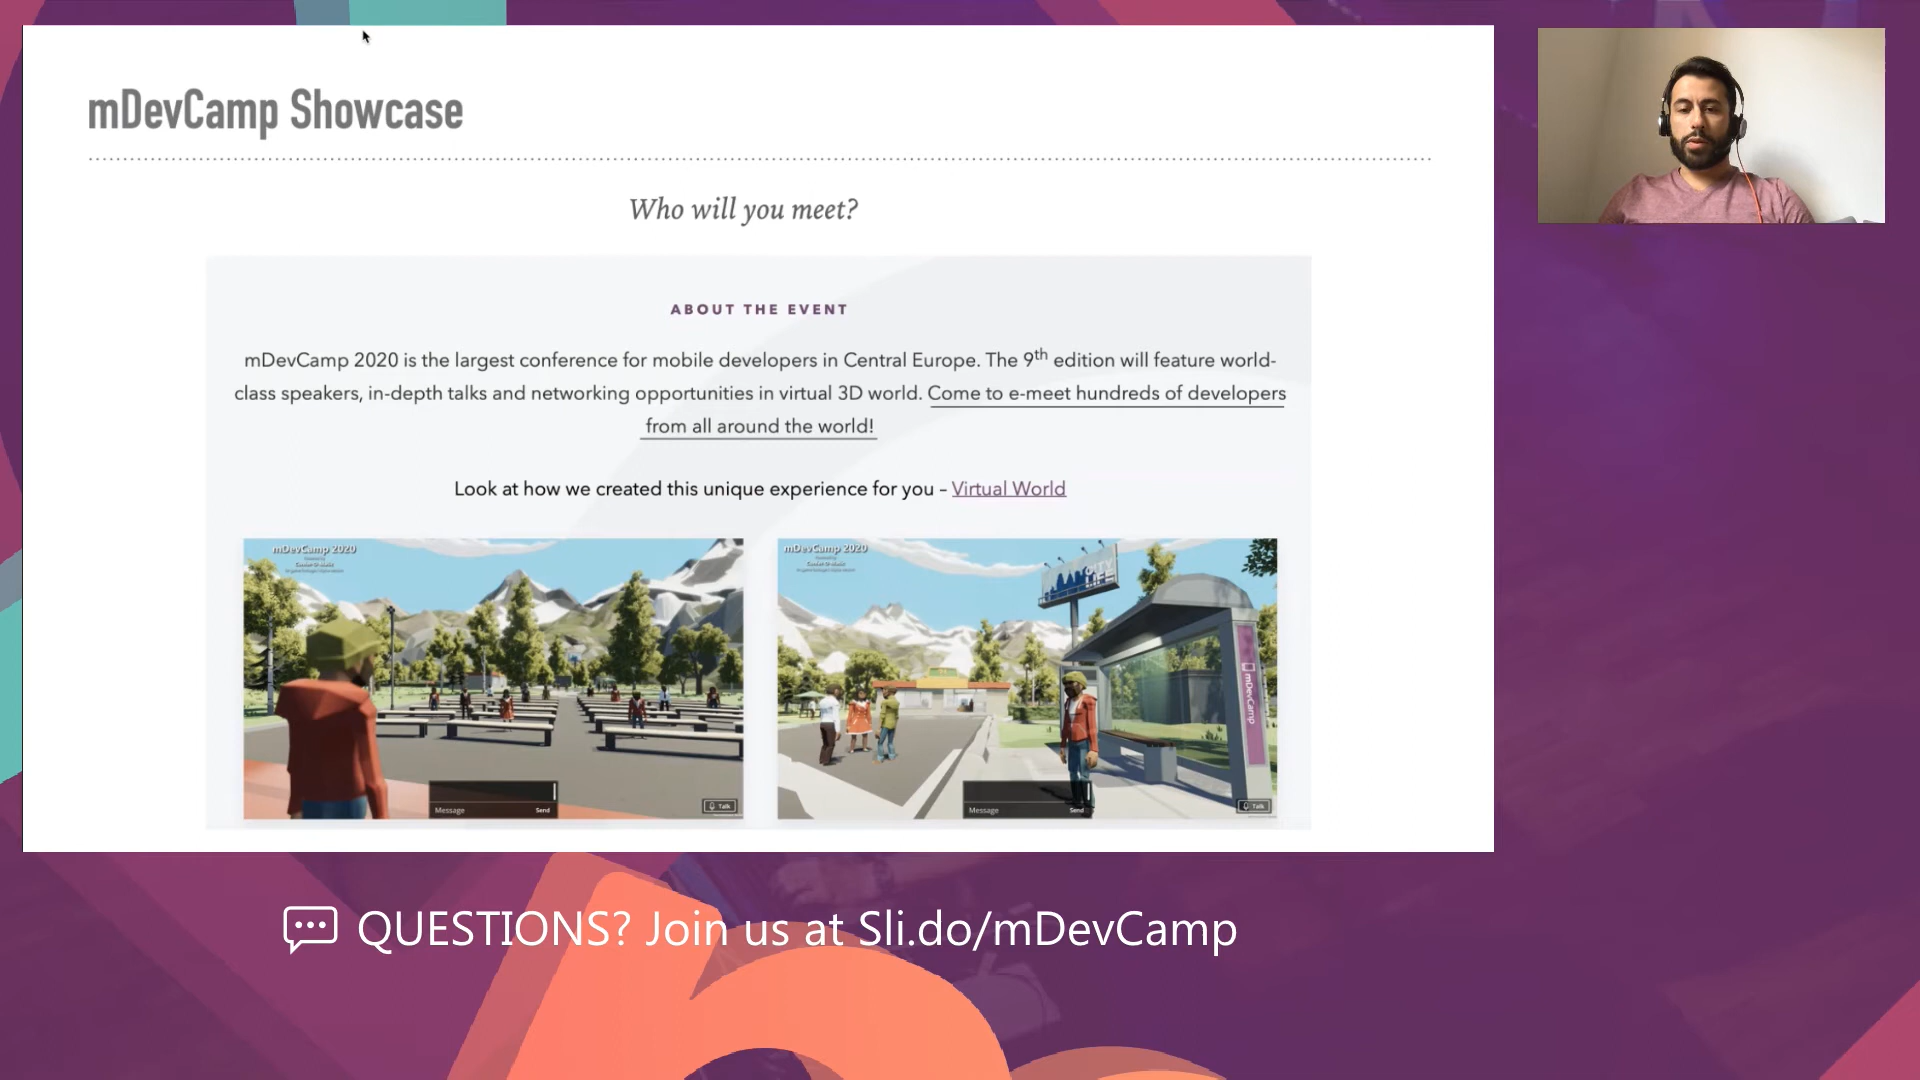 mDevCamp Showcase
Who will you meet?
ABOUT THE EVENT
mDevCamp 2020 is the largest conference for mobile developers in Central Europe. The 9th edition will feature world-
class speakers, in-depth talks and networking opportunities in virtual 3D world. Come to e-meet hundreds of developers
from all around the world!
Look at how we created this unique experience for you – Virtual World
mDevCamp 2020
Message
Send
Talk
mDevCamp 2020
CITY
LIFE
mDevCamp
Message
Send
Talk
QUESTIONS? Join us at Sli.do/mDevCamp